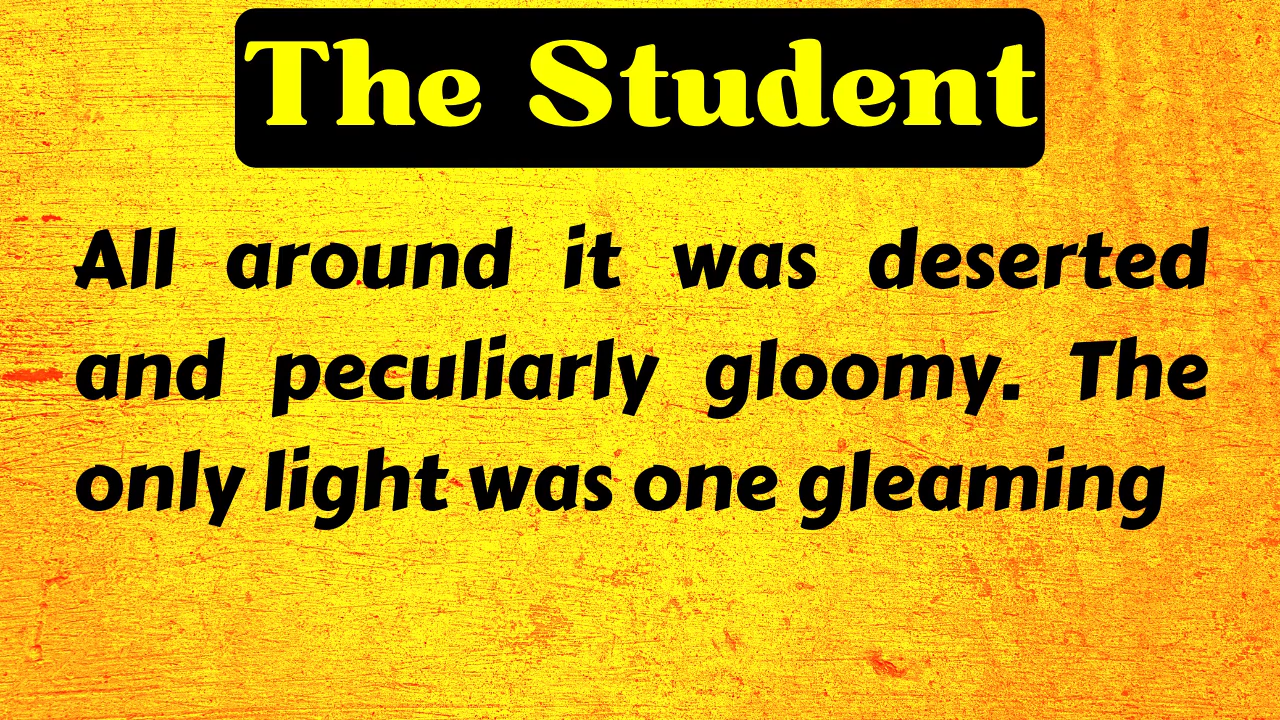 The Student
All around it was deserted
and peculiarly gloomy. The
only light was one gleaming